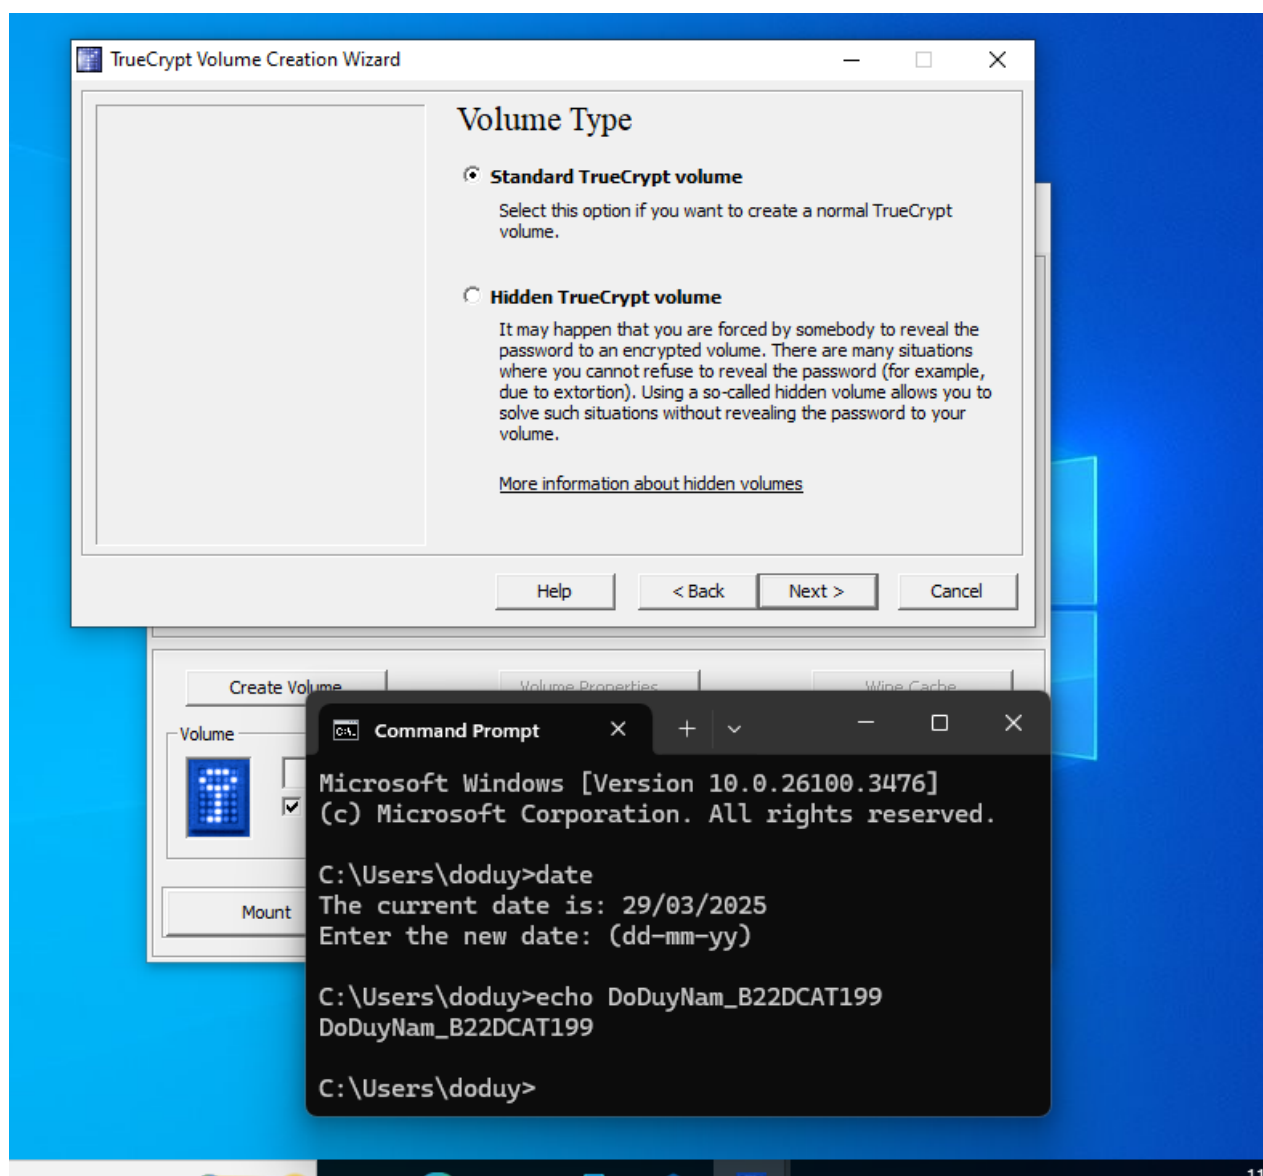 TrueCrypt Volume Creation Wizard
Volume Type
Standard TrueCrypt volume
Select this option if you want to create a normal TrueCrypt
volume.
Hidden TrueCrypt volume
It may happen that you are forced by somebody to reveal the
password to an encrypted volume. There are many situations
where you cannot refuse to reveal the password (for example,
due to extortion). Using a so-called hidden volume allows you to
solve such situations without revealing the password to your
volume.
More information about hidden volumes
Help < Back Next > Cancel
Create Volume Volume Properties Wipe Cache
Volume
Mount
Command Prompt
Microsoft Windows [Version 10.0.26100.3476]
(c) Microsoft Corporation. All rights reserved.
C:\Users\doduy>date
The current date is: 29/03/2025
Enter the new date: (dd-mm-yy)
C:\Users\doduy>echo DoDuyNam_B22DCAT199
DoDuyNam_B22DCAT199
C:\Users\doduy>